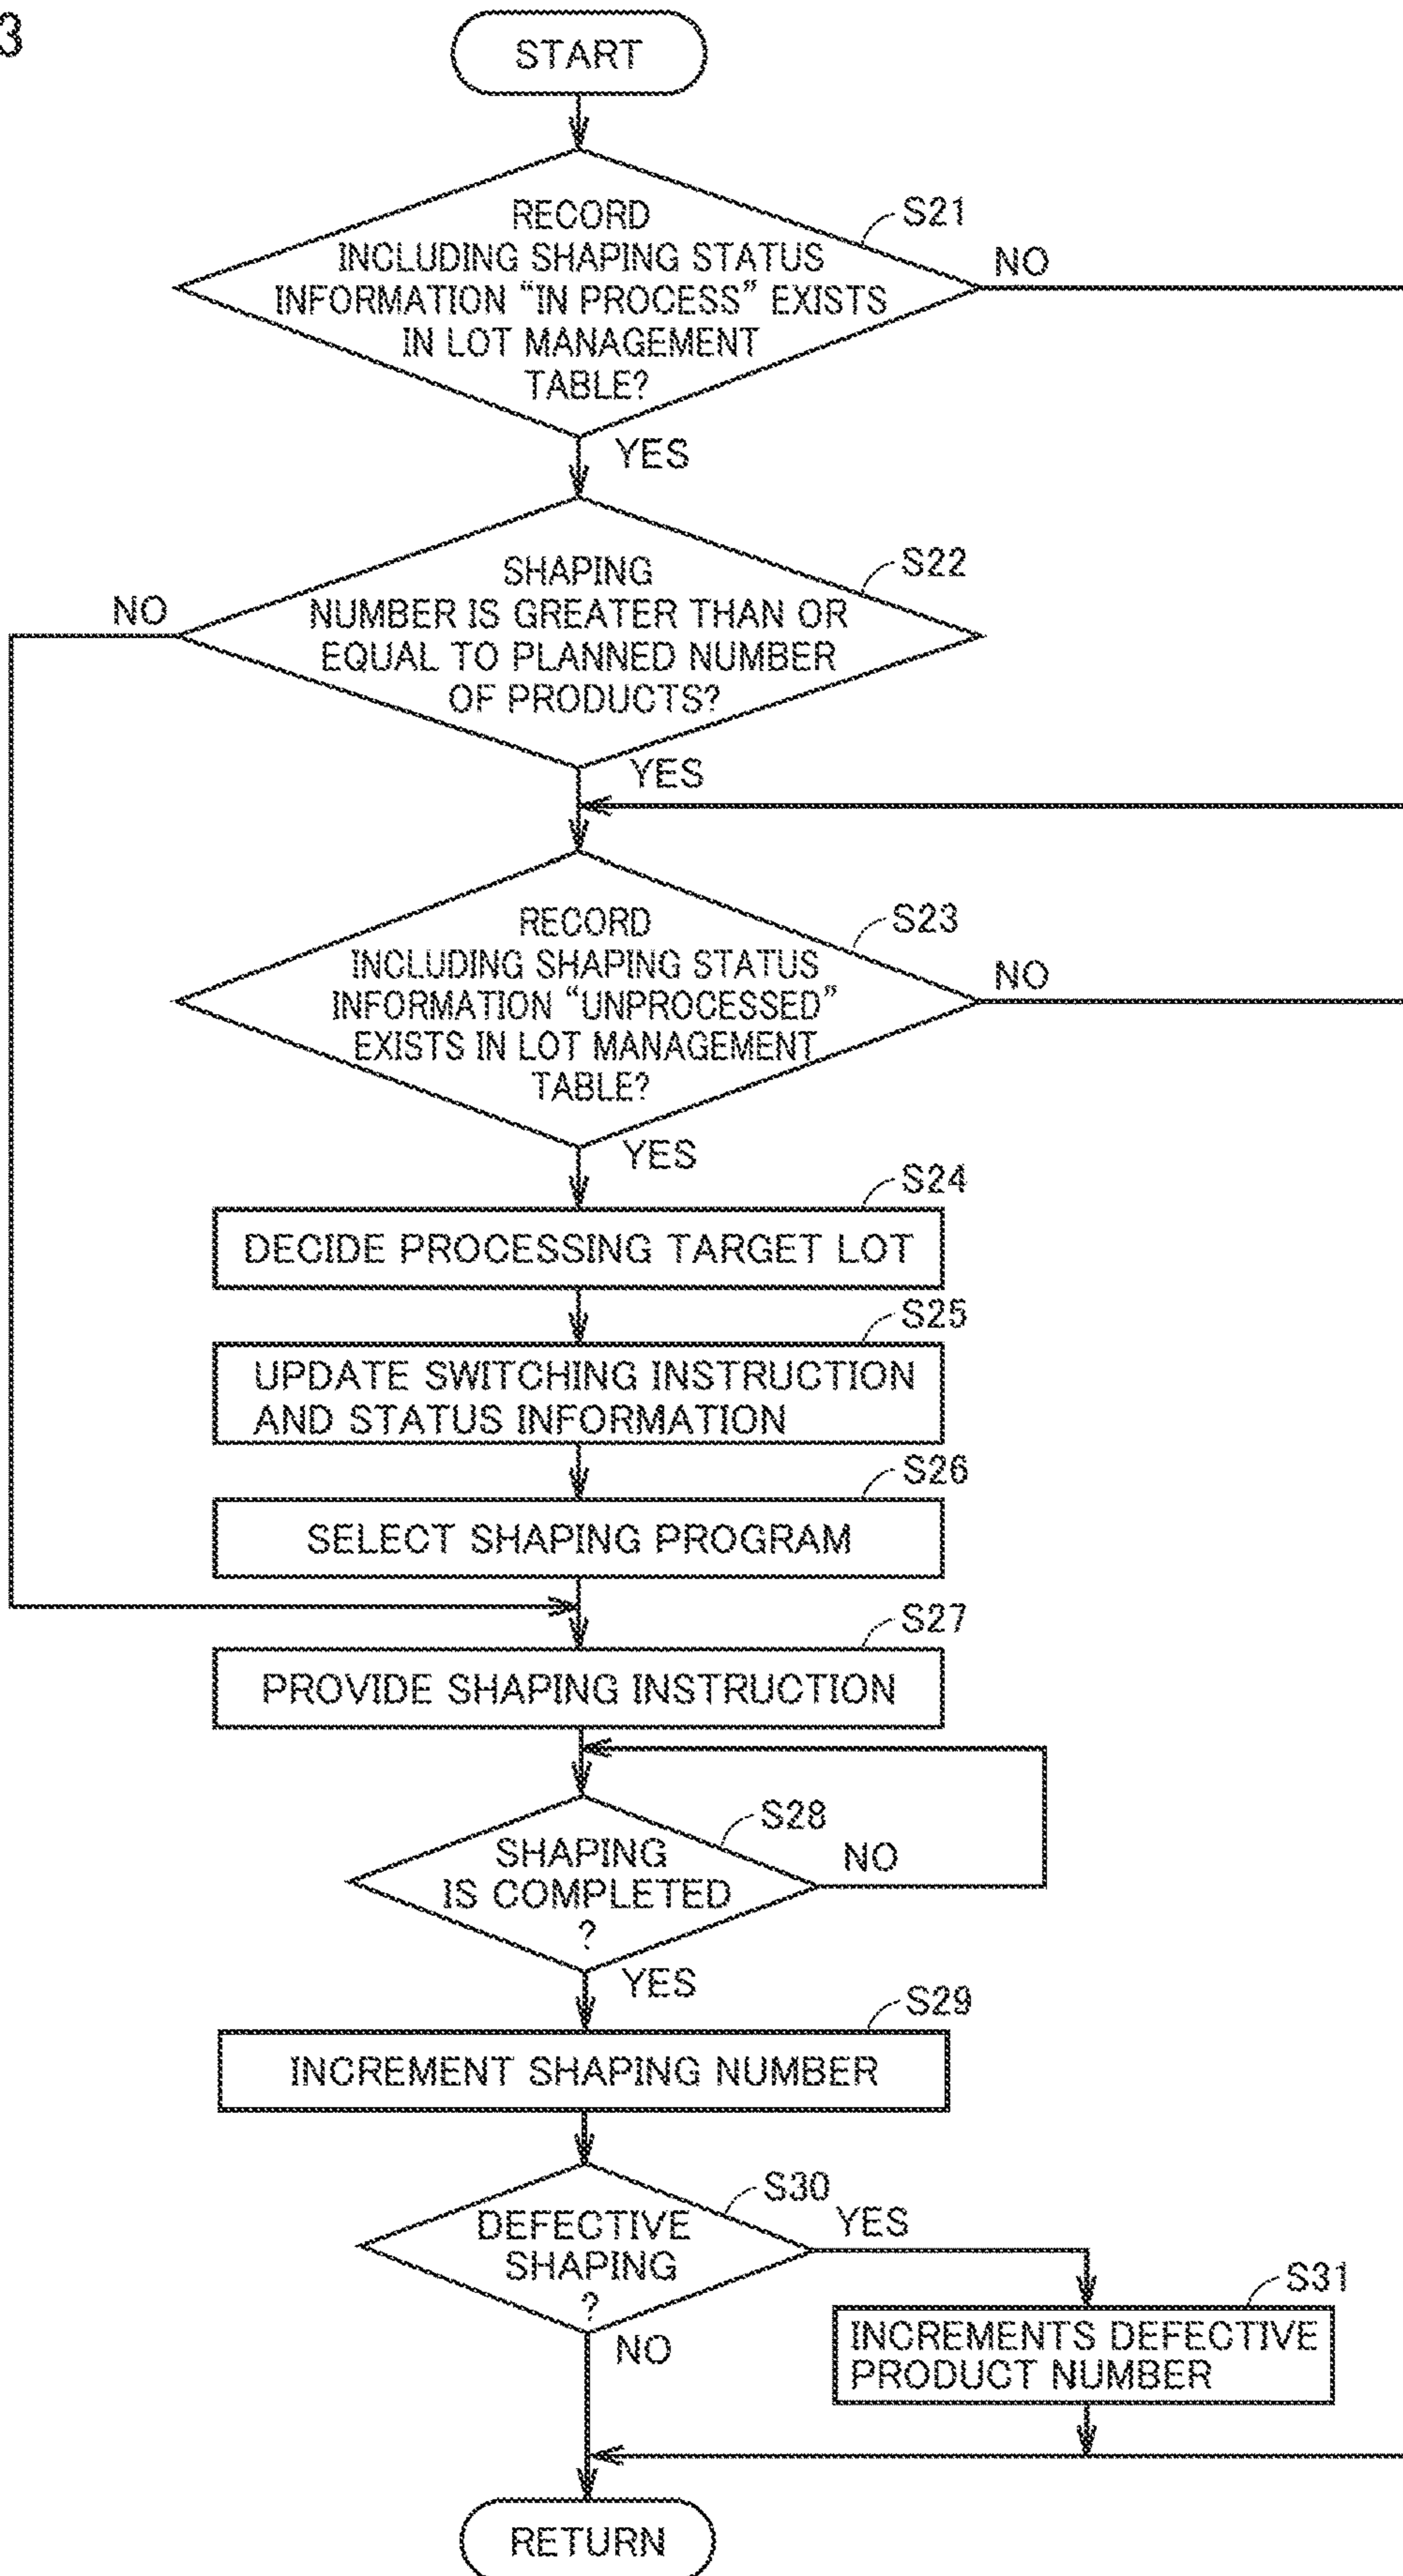 3
START
S21
RECORD
INCLUDING SHAPING STATUS
INFORMATION “IN PROCESS” EXISTS
IN LOT MANAGEMENT
TABLE?
NO
YES
S22
SHAPING
NUMBER IS GREATER THAN OR
EQUAL TO PLANNED NUMBER
OF PRODUCTS?
NO
YES
S23
RECORD
INCLUDING SHAPING STATUS
INFORMATION “UNPROCESSED”
EXISTS IN LOT MANAGEMENT
TABLE?
NO
YES
S24
DECIDE PROCESSING TARGET LOT
S25
UPDATE SWITCHING INSTRUCTION
AND STATUS INFORMATION
S26
SELECT SHAPING PROGRAM
S27
PROVIDE SHAPING INSTRUCTION
S28
SHAPING
IS COMPLETED
?
NO
YES
S29
INCREMENT SHAPING NUMBER
S30
DEFECTIVE
SHAPING
?
YES
NO
S31
INCREMENTS DEFECTIVE
PRODUCT NUMBER
RETURN